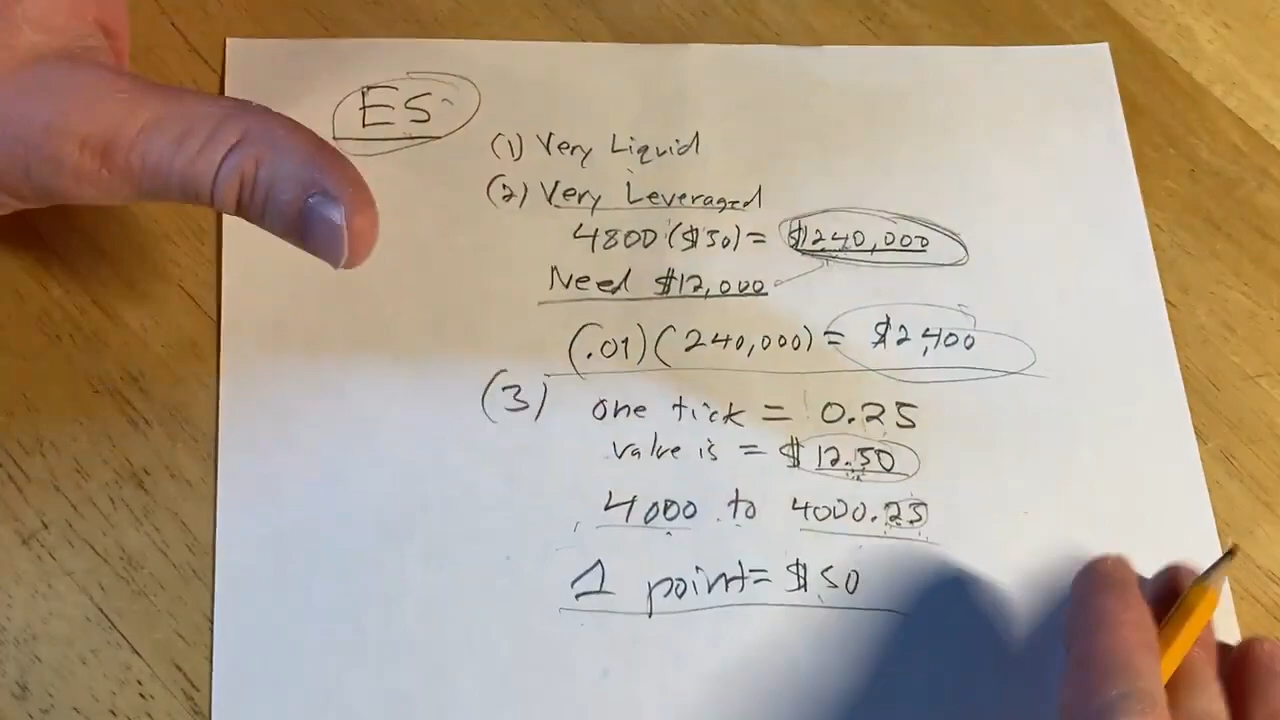 ES
(1) Very Liquid
(2) Very Leveraged
4800 ($50) = $240,000
Need $12,000
(.01)(240,000) = $2,400
(3) one tick = 0.25
value is = $12.50
4000 to 4000.25
1 point = $50